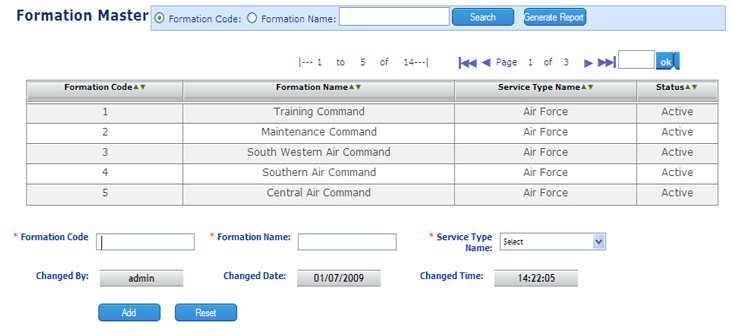 Formation Master Formation Code: Formation Name: Search Generate Report
|--- 1 to 5 of 14---| Page 1 of 3 ok
Formation Code Formation Name Service Type Name Status
1 Training Command Air Force Active
2 Maintenance Command Air Force Active
3 South Western Air Command Air Force Active
4 Southern Air Command Air Force Active
5 Central Air Command Air Force Active
* Formation Code * Formation Name: * Service Type Name: Select
Changed By: admin Changed Date: 01/07/2009 Changed Time: 14:22:05
Add Reset